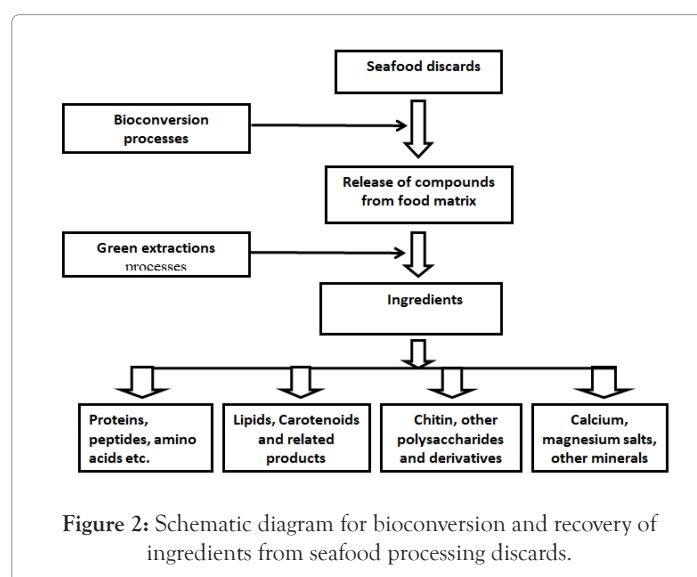 Seafood discards
Bioconversion
processes
Release of compounds
from food matrix
Green extractions
processes
Ingredients
Proteins,
peptides, amino
acids etc.
Lipids, Carotenoids
and related
products
Chitin, other
polysaccharides
and derivatives
Calcium,
magnesium salts,
other minerals
Figure 2: Schematic diagram for bioconversion and recovery of
ingredients from seafood processing discards.